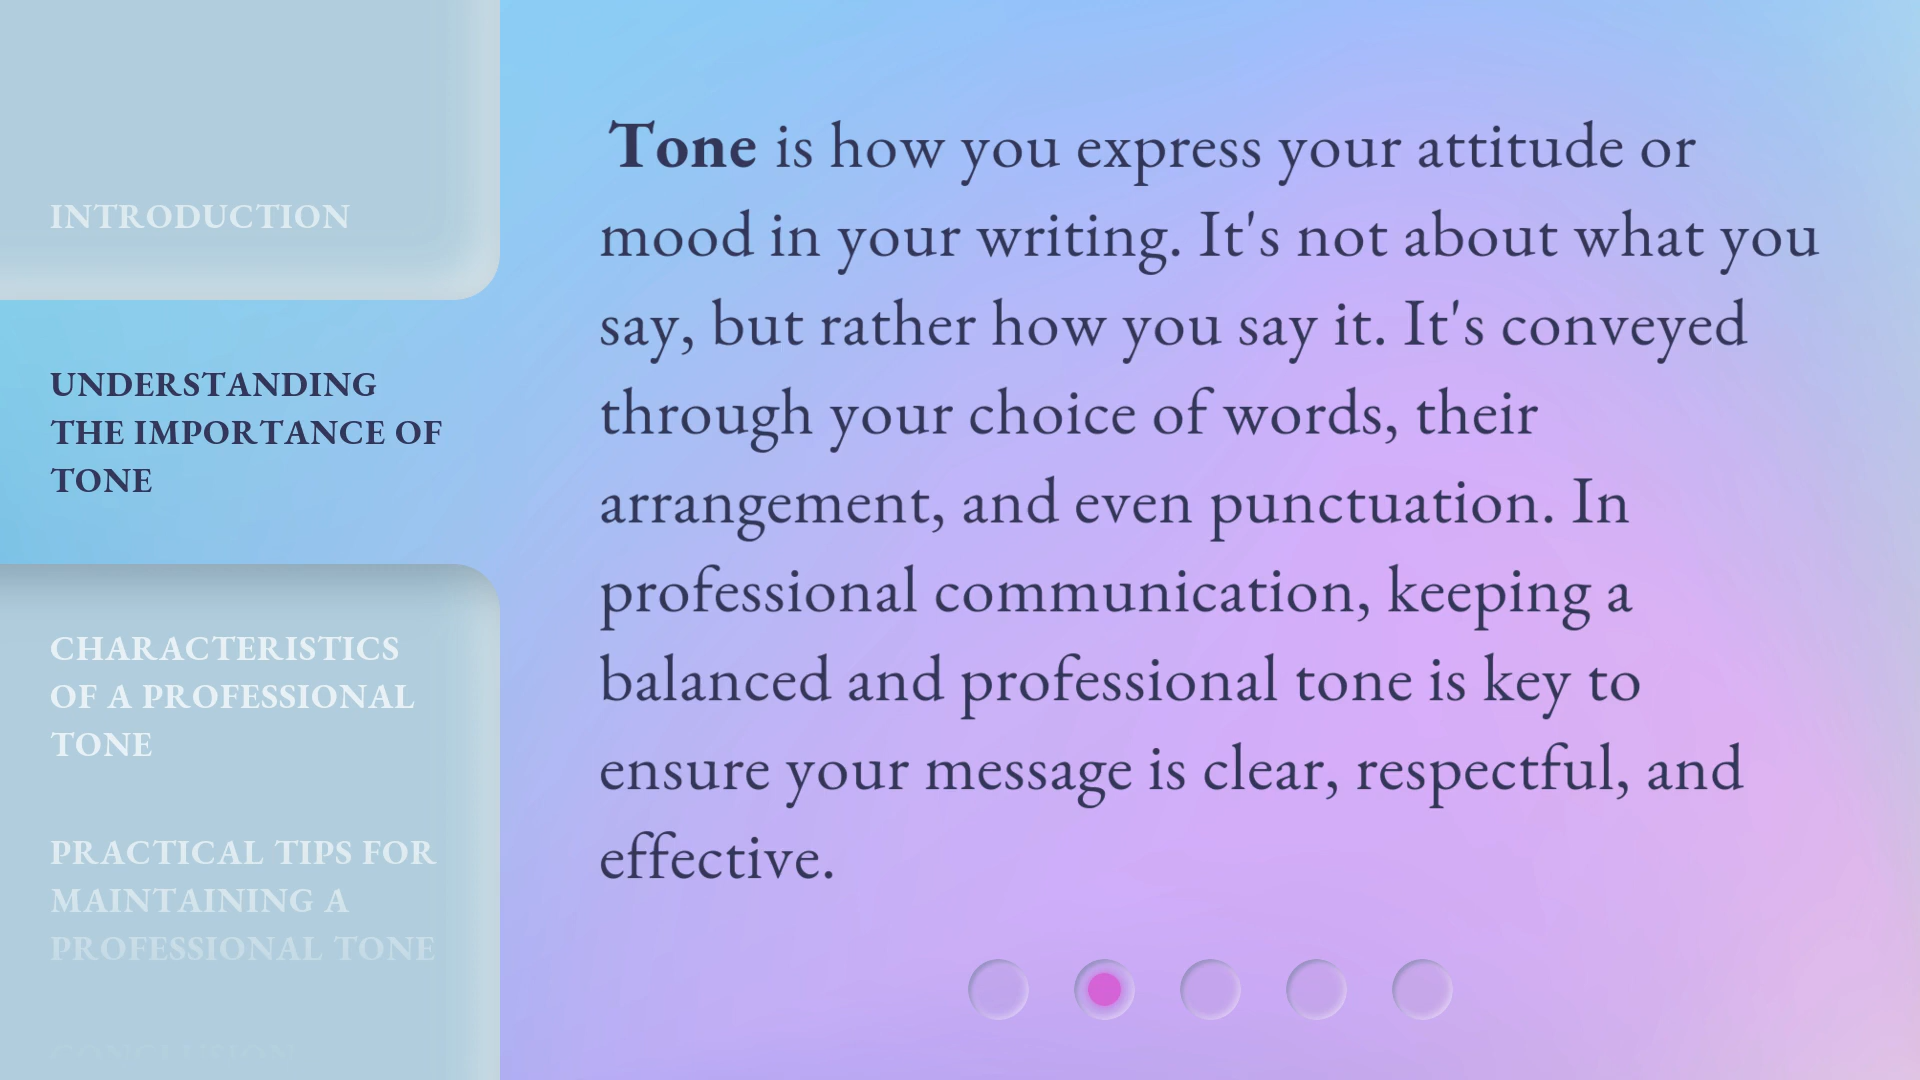 INTRODUCTION
UNDERSTANDING
THE IMPORTANCE OF
TONE
CHARACTERISTICS
OF A PROFESSIONAL
TONE
PRACTICAL TIPS FOR
MAINTAINING A
PROFESSIONAL TONE
CONCLUSION
Tone is how you express your attitude or
mood in your writing. It's not about what you
say, but rather how you say it. It's conveyed
through your choice of words, their
arrangement, and even punctuation. In
professional communication, keeping a
balanced and professional tone is key to
ensure your message is clear, respectful, and
effective.